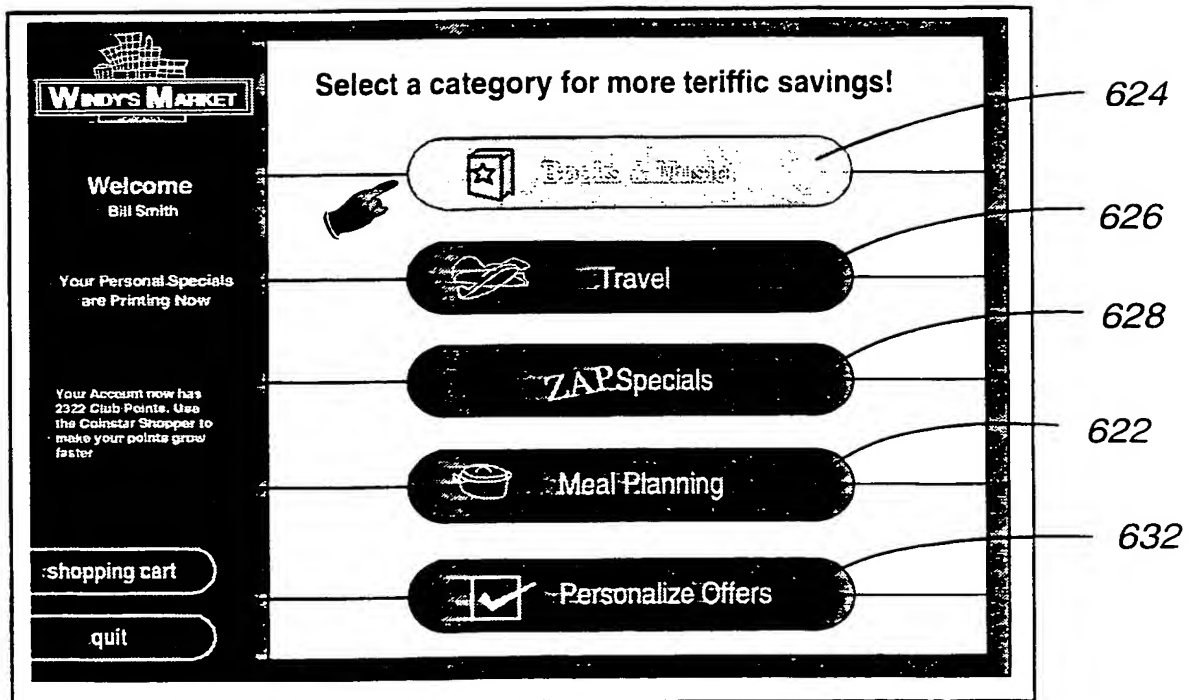 WINDY'S MARKET
Welcome
Bill Smith
Your Personal Specials
are Printing Now
Your Account now has
2322 Club Points. Use
the Coinstar Shopper to
make your points grow
faster
shopping cart
quit
Select a category for more teriffic savings!
Books & Music
Travel
ZAP Specials
Meal Planning
Personalize Offers
624
626
628
622
632